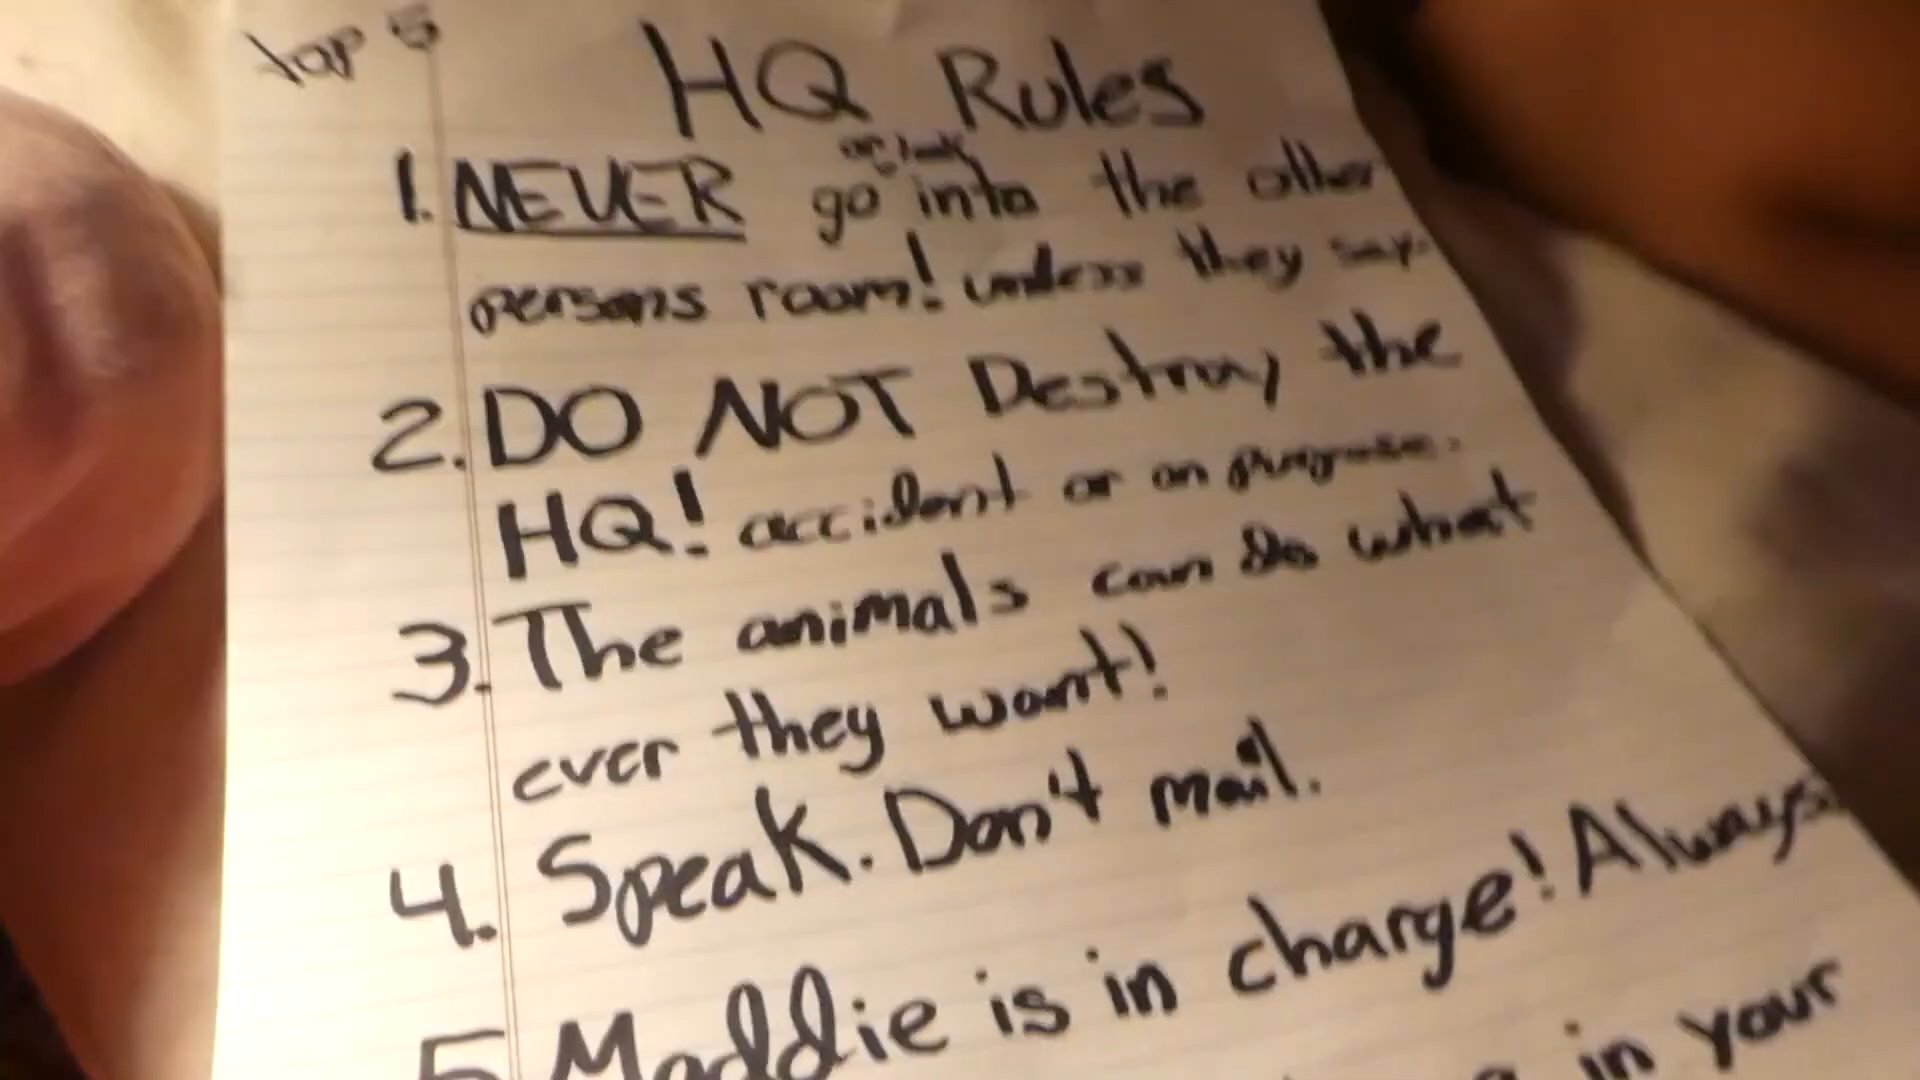 top 5
HQ Rules
or look
1. NEVER go into the other
persons room! unless they say.
2. DO NOT Destroy the
HQ! accident or on purpose.
3. The animals can do what
ever they want!
4. Speak. Don't mail.
5 Maddie is in charge! Always
in your